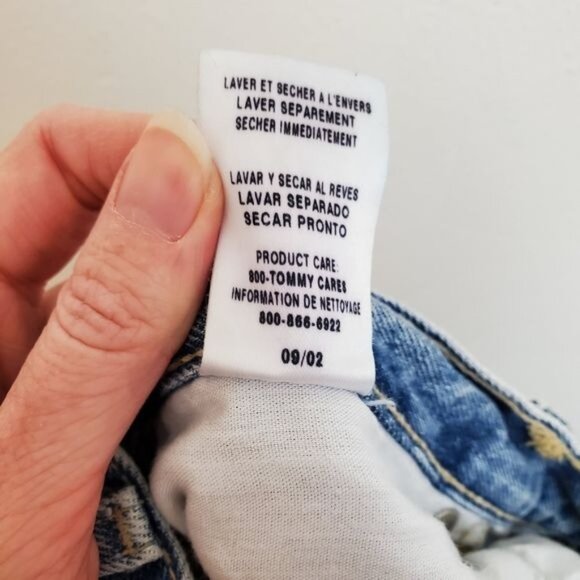 LAVER ET SECHER A L'ENVERS
LAVER SEPAREMENT
SECHER IMMEDIATEMENT
LAVAR Y SECAR AL REVES
LAVAR SEPARADO
SECAR PRONTO
PRODUCT CARE:
800-TOMMY CARES
INFORMATION DE NETTOYAGE
800-866-6922
09/02